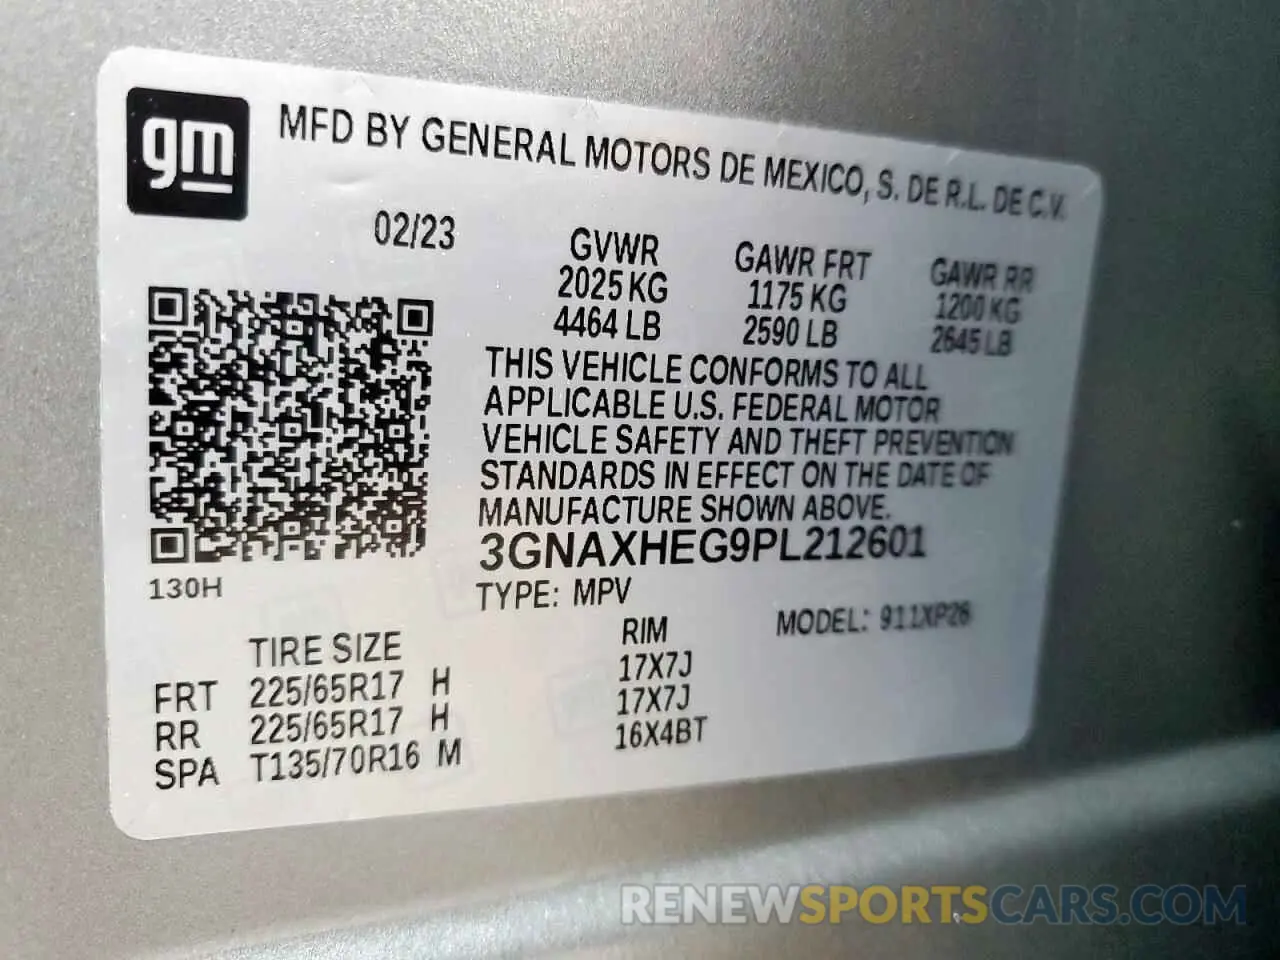 gm
MFD BY GENERAL MOTORS DE MEXICO, S. DE R.L. DE C.V.
02/23
GVWR GAWR FRT GAWR RR
2025 KG 1175 KG 1200 KG
4464 LB 2590 LB 2645 LB
THIS VEHICLE CONFORMS TO ALL
APPLICABLE U.S. FEDERAL MOTOR
VEHICLE SAFETY AND THEFT PREVENTION
STANDARDS IN EFFECT ON THE DATE OF
MANUFACTURE SHOWN ABOVE.
3GNAXHEG9PL212601
130H
TYPE: MPV MODEL: 911XP26
TIRE SIZE RIM
FRT 225/65R17 H 17X7J
RR 225/65R17 H 17X7J
SPA T135/70R16 M 16X4BT
RENEWSPORTSCARS.COM